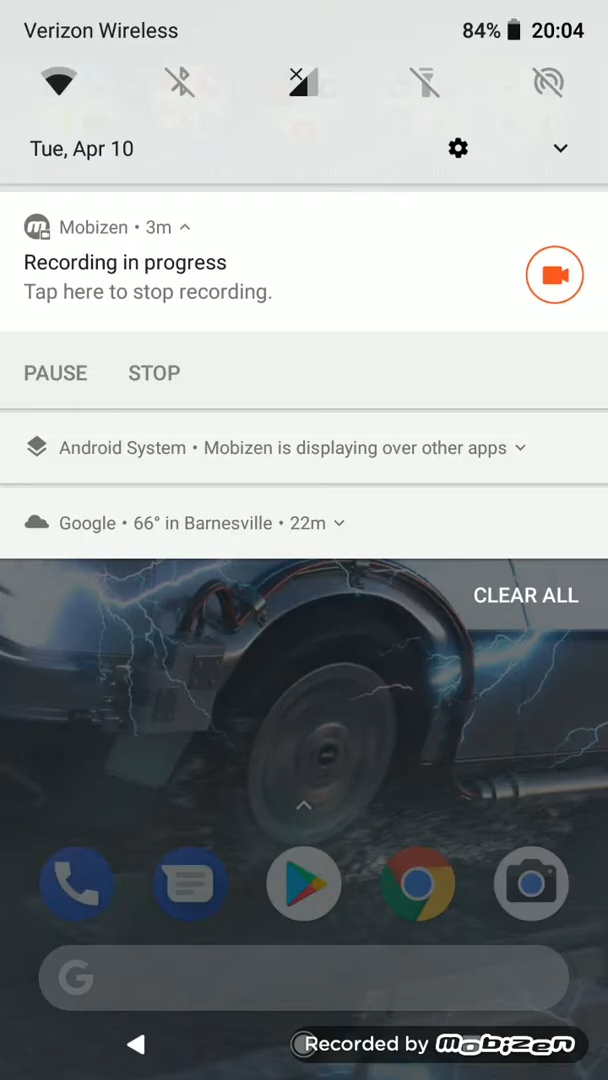 Verizon Wireless 84% 20:04
Tue, Apr 10
Mobizen • 3m
Recording in progress
Tap here to stop recording.
PAUSE STOP
Android System • Mobizen is displaying over other apps
Google • 66° in Barnesville • 22m
CLEAR ALL
G
Recorded by mobizen